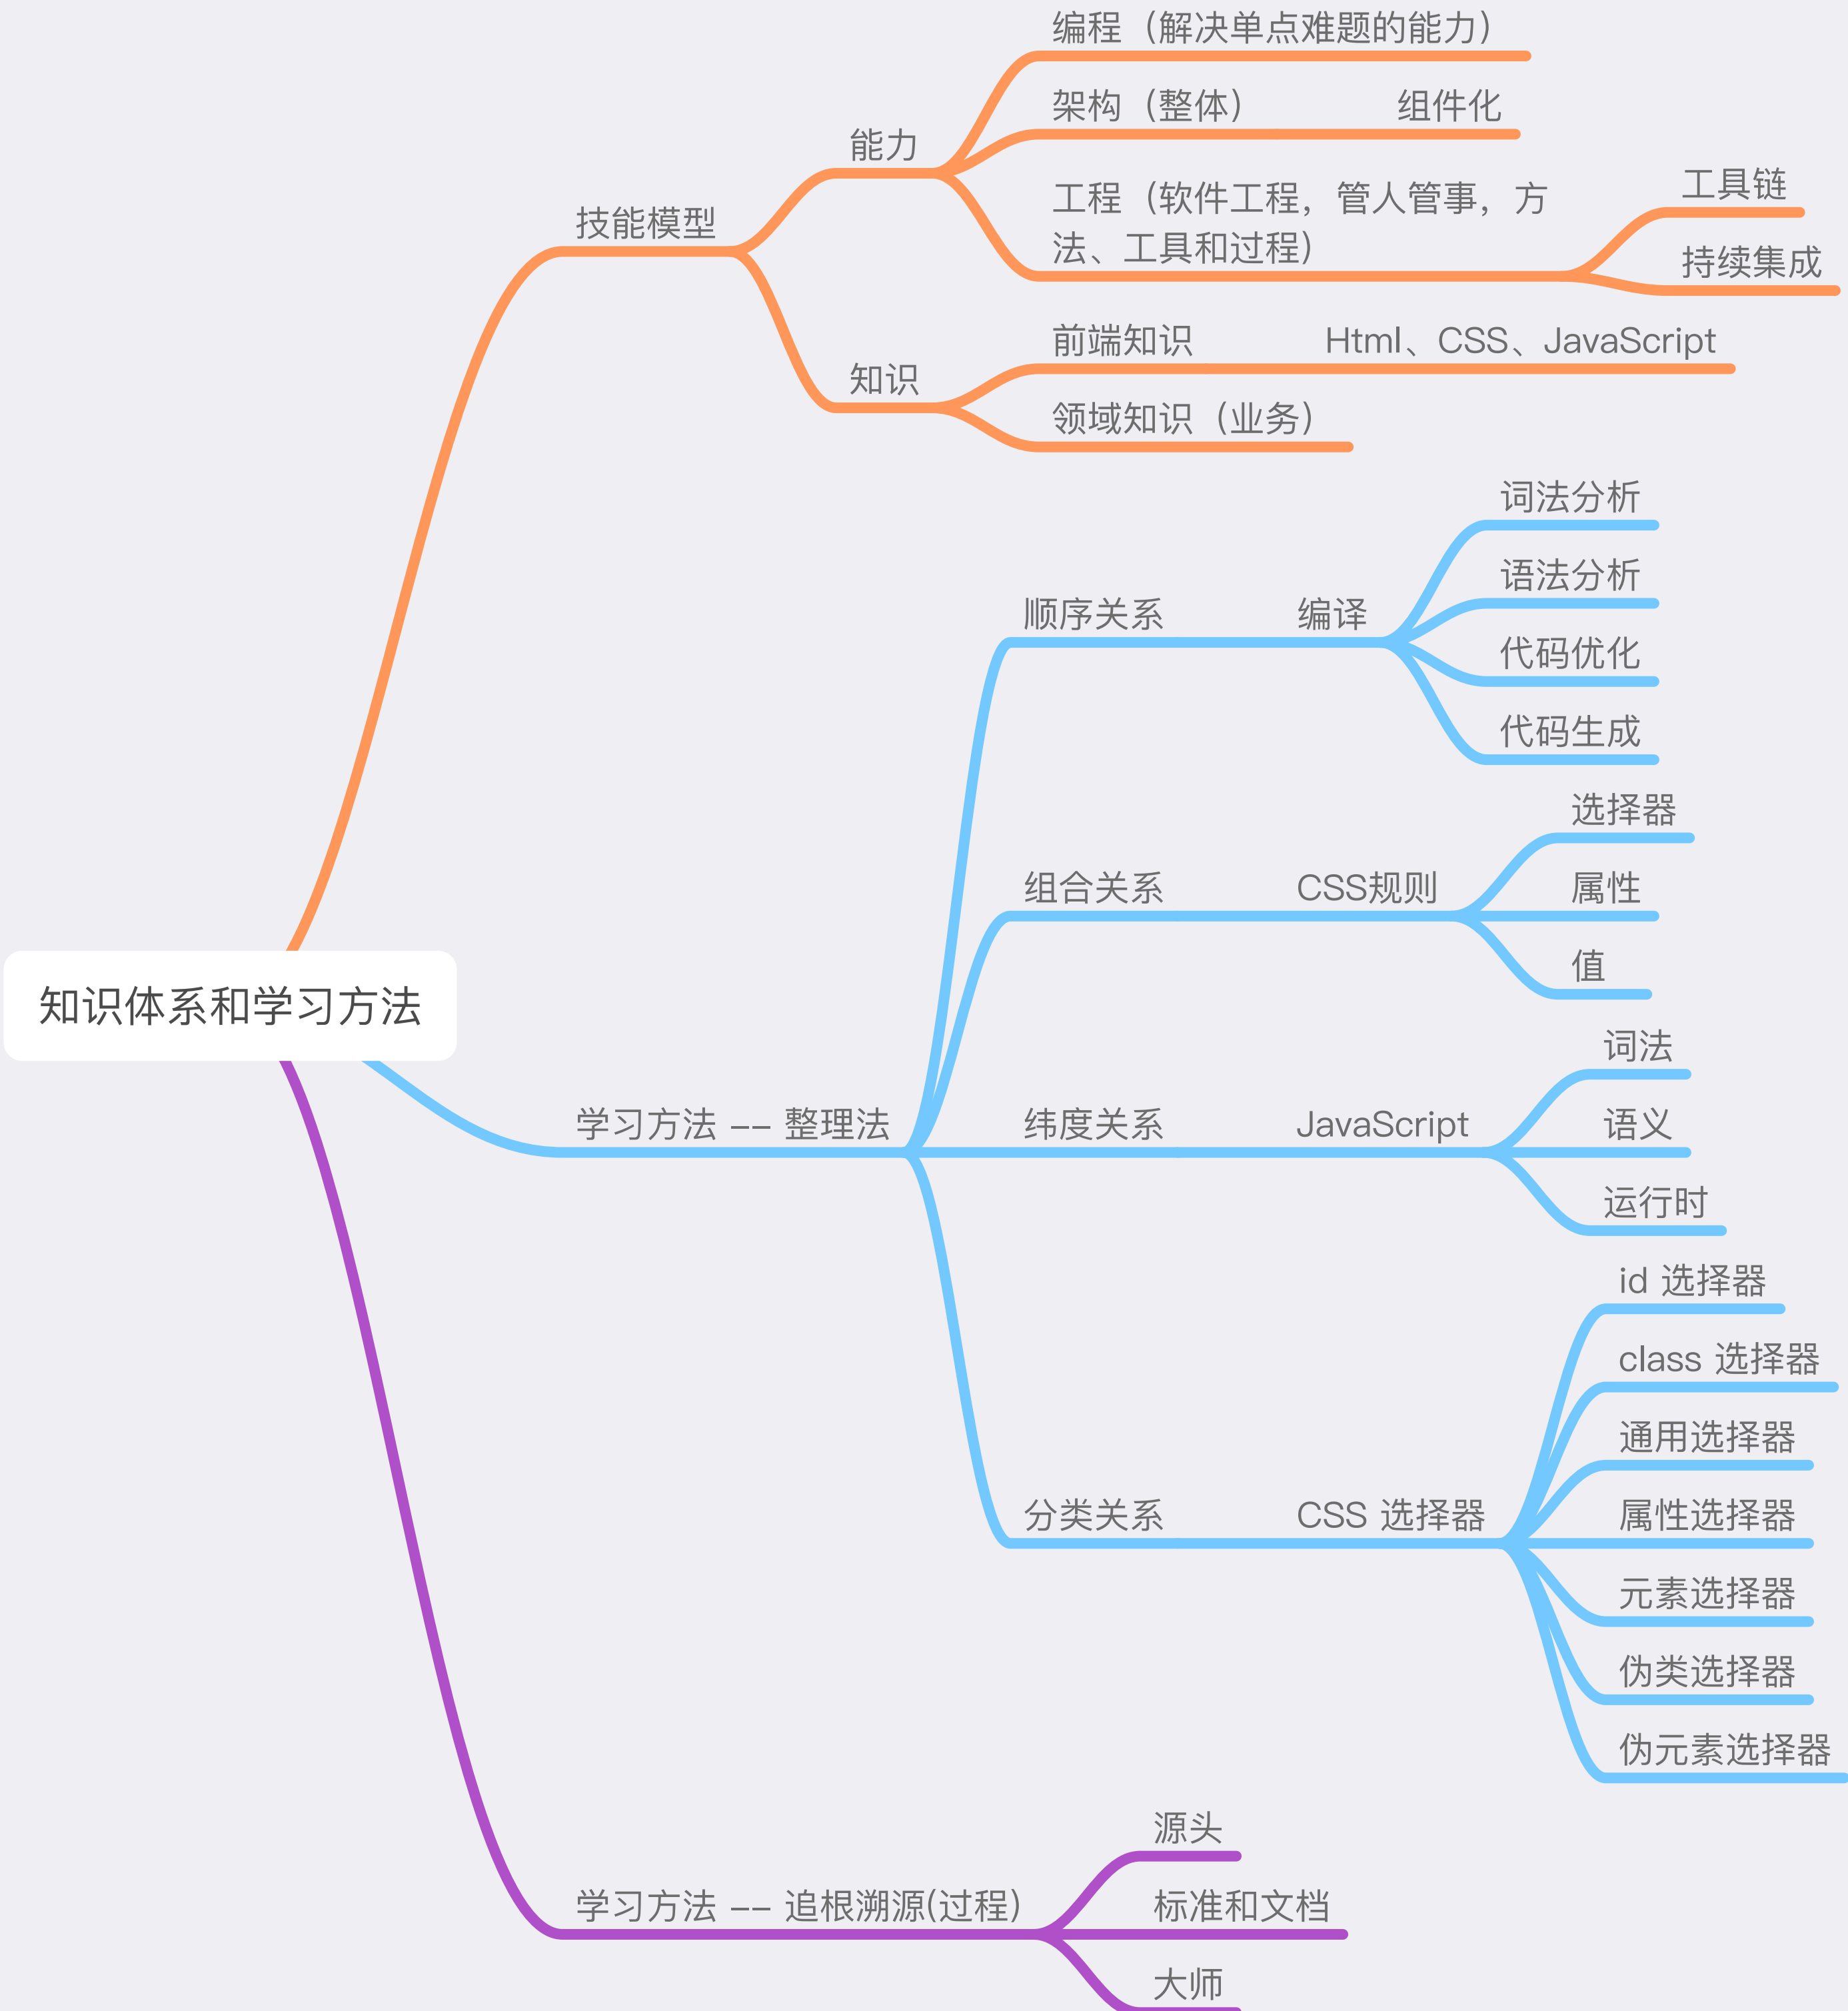 编程（解决单点难题的能力）
架构（整体） 组件化
能力
工程（软件工程，管人管事，方
法、工具和过程）
工具链
持续集成
技能模型
前端知识 Html、CSS、JavaScript
知识
领域知识（业务）
词法分析
语法分析
顺序关系 编译
代码优化
代码生成
选择器
组合关系 CSS规则
属性
值
知识体系和学习方法
词法
学习方法 -- 整理法
纬度关系 JavaScript
语义
运行时
id 选择器
class 选择器
通用选择器
分类关系 CSS 选择器
属性选择器
元素选择器
伪类选择器
伪元素选择器
源头
学习方法 -- 追根溯源(过程)
标准和文档
大师